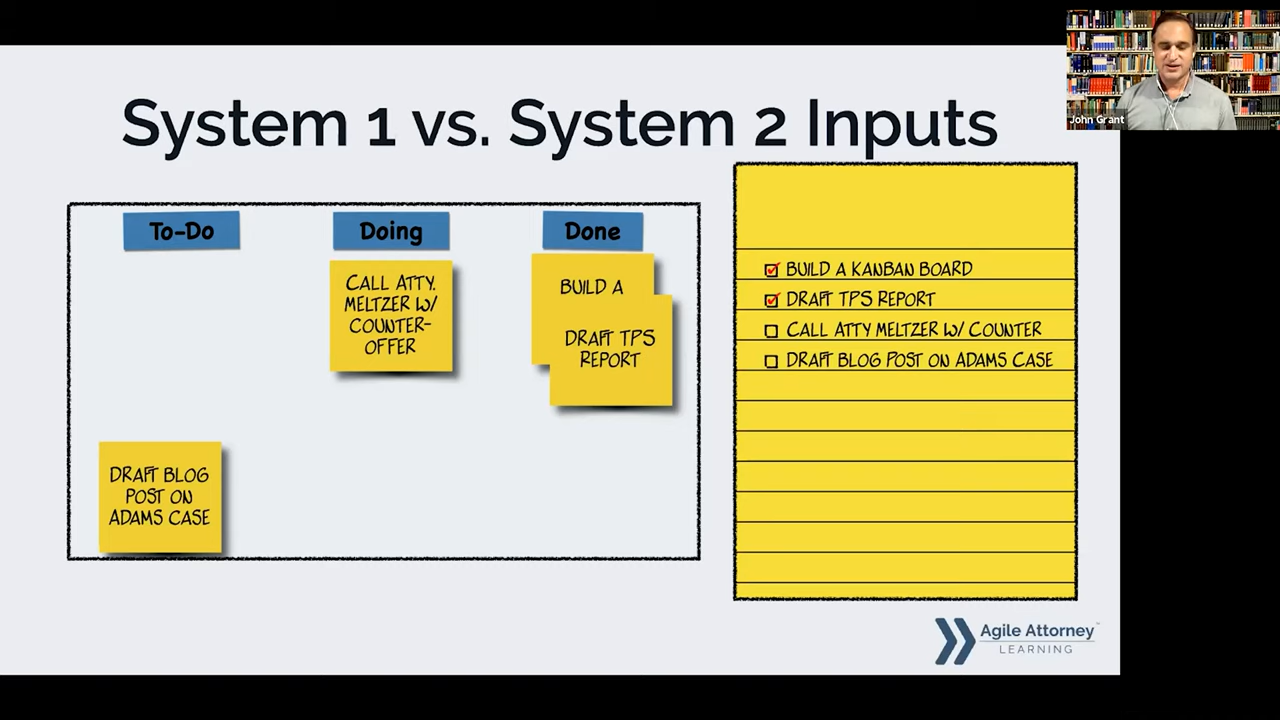 System 1 vs. System 2 Inputs
To-Do
Doing
Done
CALL ATTY.
MELTZER W/
COUNTER-
OFFER
BUILD A
DRAFT TPS
REPORT
DRAFT BLOG
POST ON
ADAMS CASE
BUILD A KANBAN BOARD
DRAFT TPS REPORT
CALL ATTY MELTZER W/ COUNTER
DRAFT BLOG POST ON ADAMS CASE
Agile Attorney™
LEARNING
John Grant